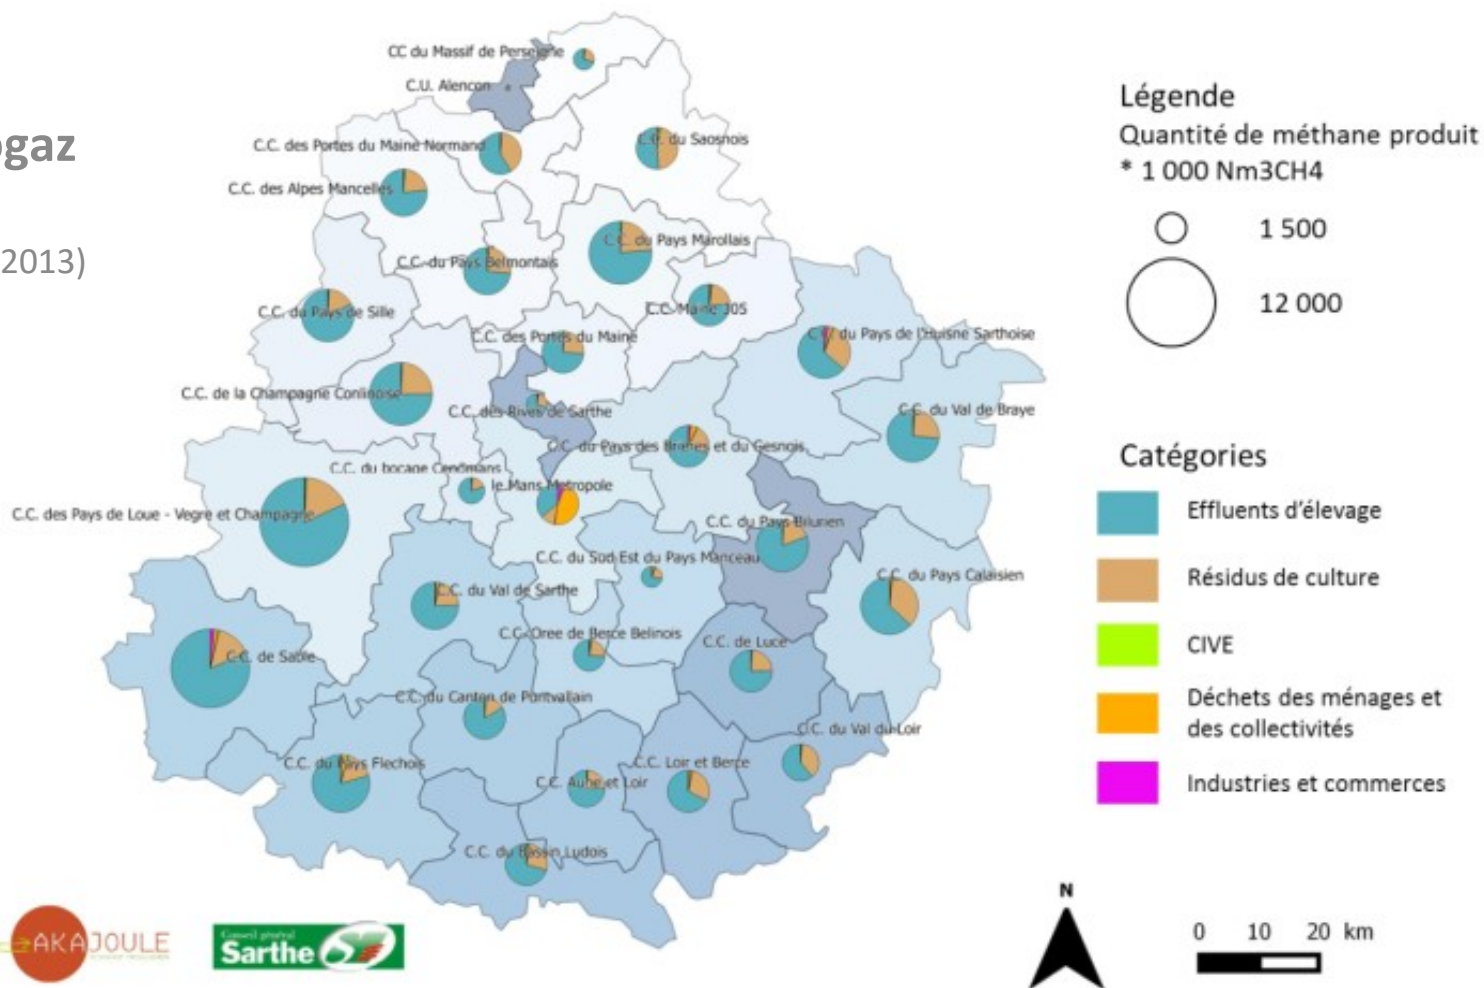 ogaz
2013)
CC du Massif de Perseigne
C.U. Alencon
C.C. des Portes du Maine Normand
C.C. du Saosnois
C.C. des Alpes Mancelles
C.C. du Pays Marollais
C.C. du Pays Belmontais
C.C. du Pays de Sille
C.C. Maine 305
C.C. des Portes du Maine
C.C. du Pays de l'Huisne Sarthoise
C.C. de la Champagne Conlinoise
C.C. des Rives de Sarthe
C.C. du Val de Braye
C.C. du Pays des Brières et du Gesnois
C.C. du bocage Cenomans
le Mans Metropole
C.C. des Pays de Loue - Vegre et Champagne
C.C. du Pays Bilurien
C.C. du Sud Est du Pays Manceau
C.C. du Pays Calaisien
C.C. du Val de Sarthe
C.C. Oree de Berce Belinois
C.C. de Luce
C.C. de Sable
C.C. du Canton de Pontvallain
C.C. du Val du Loir
C.C. du Pays Flechois
C.C. Loir et Berce
C.C. Aune et Loir
C.C. du Bassin Ludois
Légende
Quantité de méthane produit
* 1 000 Nm3CH4
1 500
12 000
Catégories
Effluents d'élevage
Résidus de culture
CIVE
Déchets des ménages et
des collectivités
Industries et commerces
N
0 10 20 km
AKAJOULE
Conseil général
Sarthe